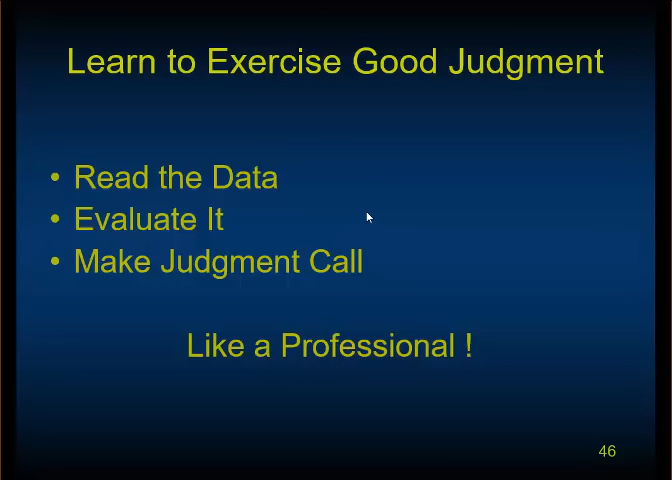 Learn to Exercise Good Judgment
• Read the Data
• Evaluate It
• Make Judgment Call
Like a Professional !
46